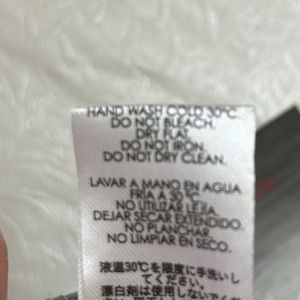 HAND WASH COLD 30°C.
DO NOT BLEACH.
DRY FLAT.
DO NOT IRON.
DO NOT DRY CLEAN.
LAVAR A MANO EN AGUA
FRIA A 30 °C.
NO UTILIZAR LEJIA.
DEJAR SECAR EXTENDIDO.
NO PLANCHAR.
NO LIMPIAR EN SECO.
液温30℃を限度に手洗いし
てください。
漂白剤は使用しないで